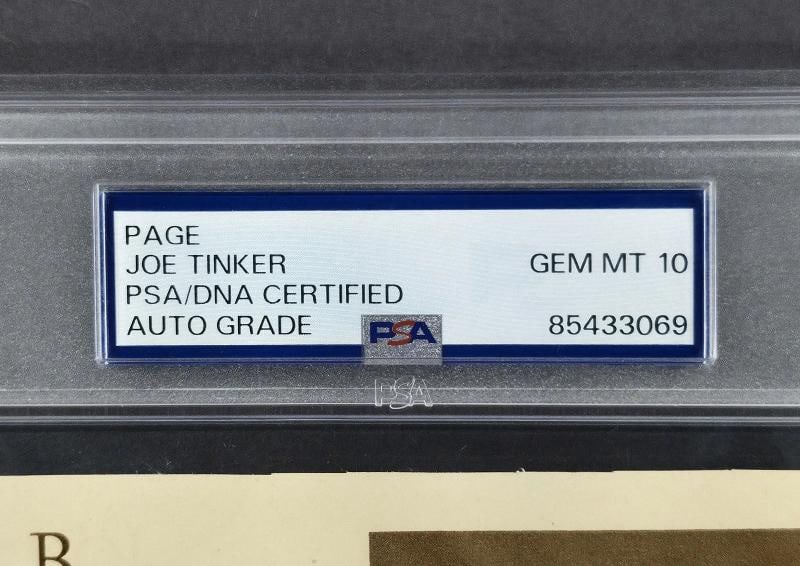 PAGE
JOE TINKER GEM MT 10
PSA/DNA CERTIFIED
AUTO GRADE PSA 85433069
PSA
B